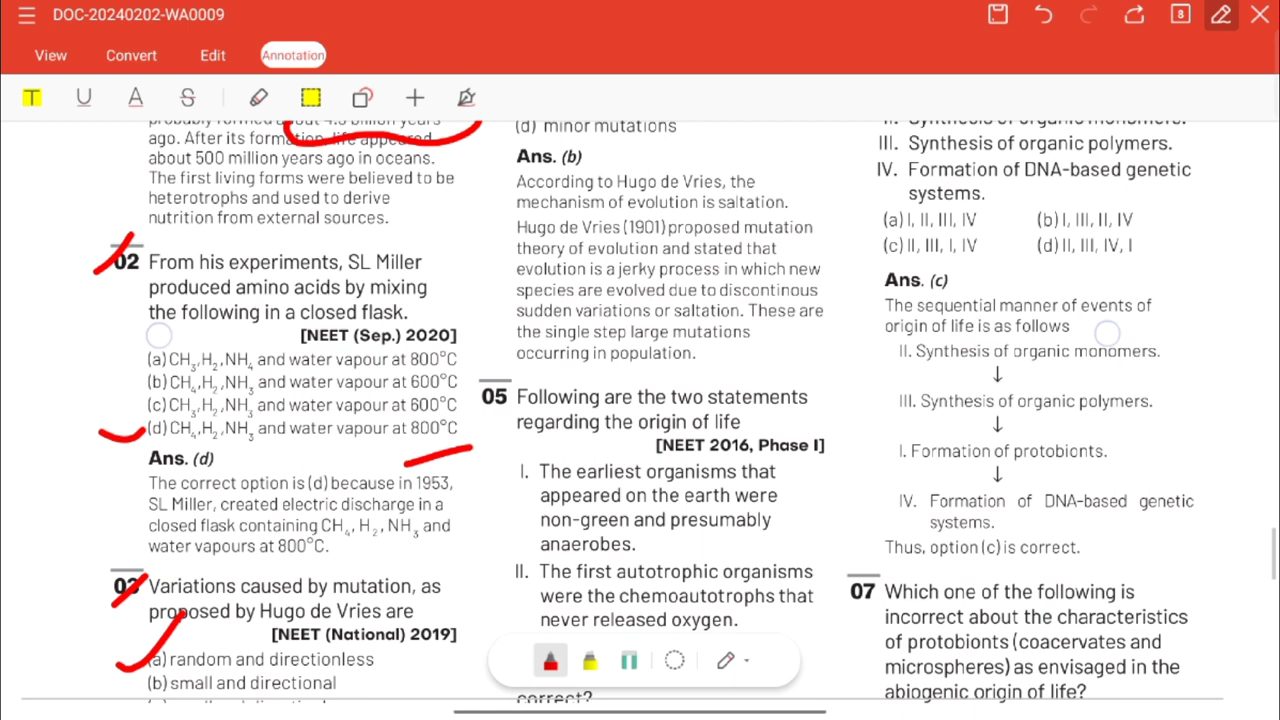 DOC-20240202-WA0009
8
View Convert Edit Annotation
T U A S
ago. After its formation, life appeared
about 500 million years ago in oceans.
The first living forms were believed to be
heterotrophs and used to derive
nutrition from external sources.
02 From his experiments, SL Miller
produced amino acids by mixing
the following in a closed flask.
[NEET (Sep.) 2020]
(a) CH₃,H₂,NH₄ and water vapour at 800°C
(b) CH₄,H₂,NH₃ and water vapour at 600°C
(c) CH₃,H₂,NH₃ and water vapour at 600°C
(d) CH₄,H₂,NH₃ and water vapour at 800°C
Ans. (d)
The correct option is (d) because in 1953,
SL Miller, created electric discharge in a
closed flask containing CH₄, H₂, NH₃ and
water vapours at 800°C.
03 Variations caused by mutation, as
proposed by Hugo de Vries are
[NEET (National) 2019]
(a) random and directionless
(b) small and directional
(d) minor mutations
Ans. (b)
According to Hugo de Vries, the
mechanism of evolution is saltation.
Hugo de Vries (1901) proposed mutation
theory of evolution and stated that
evolution is a jerky process in which new
species are evolved due to discontinous
sudden variations or saltation. These are
the single step large mutations
occurring in population.
05 Following are the two statements
regarding the origin of life
[NEET 2016, Phase I]
I. The earliest organisms that
appeared on the earth were
non-green and presumably
anaerobes.
II. The first autotrophic organisms
were the chemoautotrophs that
never released oxygen.
correct?
II. Synthesis of organic monomers.
III. Synthesis of organic polymers.
IV. Formation of DNA-based genetic
systems.
(a) I, II, III, IV (b) I, III, II, IV
(c) II, III, I, IV (d) II, III, IV, I
Ans. (c)
The sequential manner of events of
origin of life is as follows
II. Synthesis of organic monomers.
↓
III. Synthesis of organic polymers.
↓
I. Formation of protobionts.
↓
IV. Formation of DNA-based genetic
systems.
Thus, option (c) is correct.
07 Which one of the following is
incorrect about the characteristics
of protobionts (coacervates and
microspheres) as envisaged in the
abiogenic origin of life?